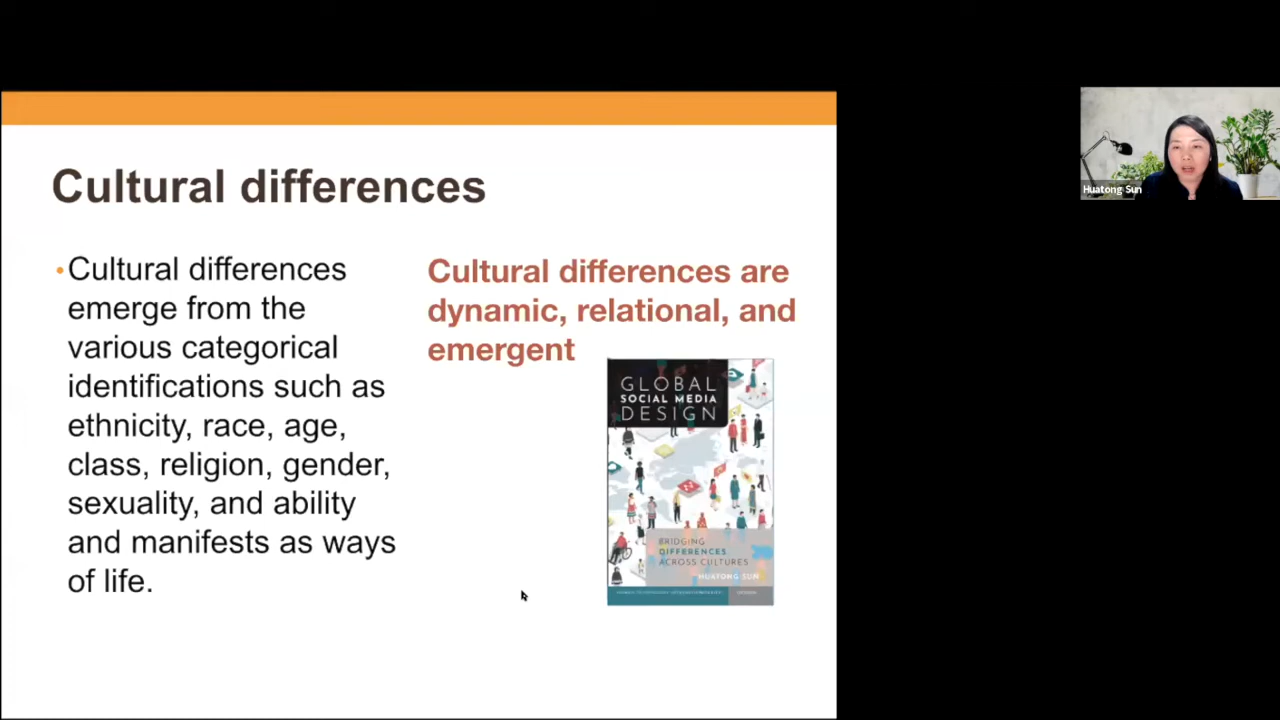 Cultural differences
•Cultural differences
emerge from the
various categorical
identifications such as
ethnicity, race, age,
class, religion, gender,
sexuality, and ability
and manifests as ways
of life.
Cultural differences are
dynamic, relational, and
emergent
GLOBAL
SOCIAL MEDIA
DESIGN
BRIDGING
DIFFERENCES
ACROSS CULTURES
HUATONG SUN
Huatong Sun